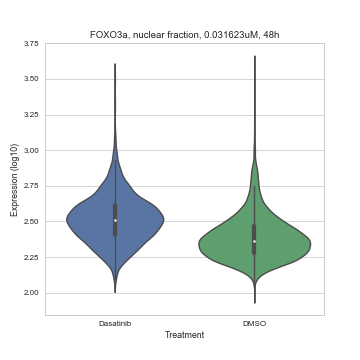 FOXO3a, nuclear fraction, 0.031623uM, 48h
3.75
3.50
3.25
3.00
2.75
2.50
2.25
2.00
Expression (log10)
Dasatinib
DMSO
Treatment